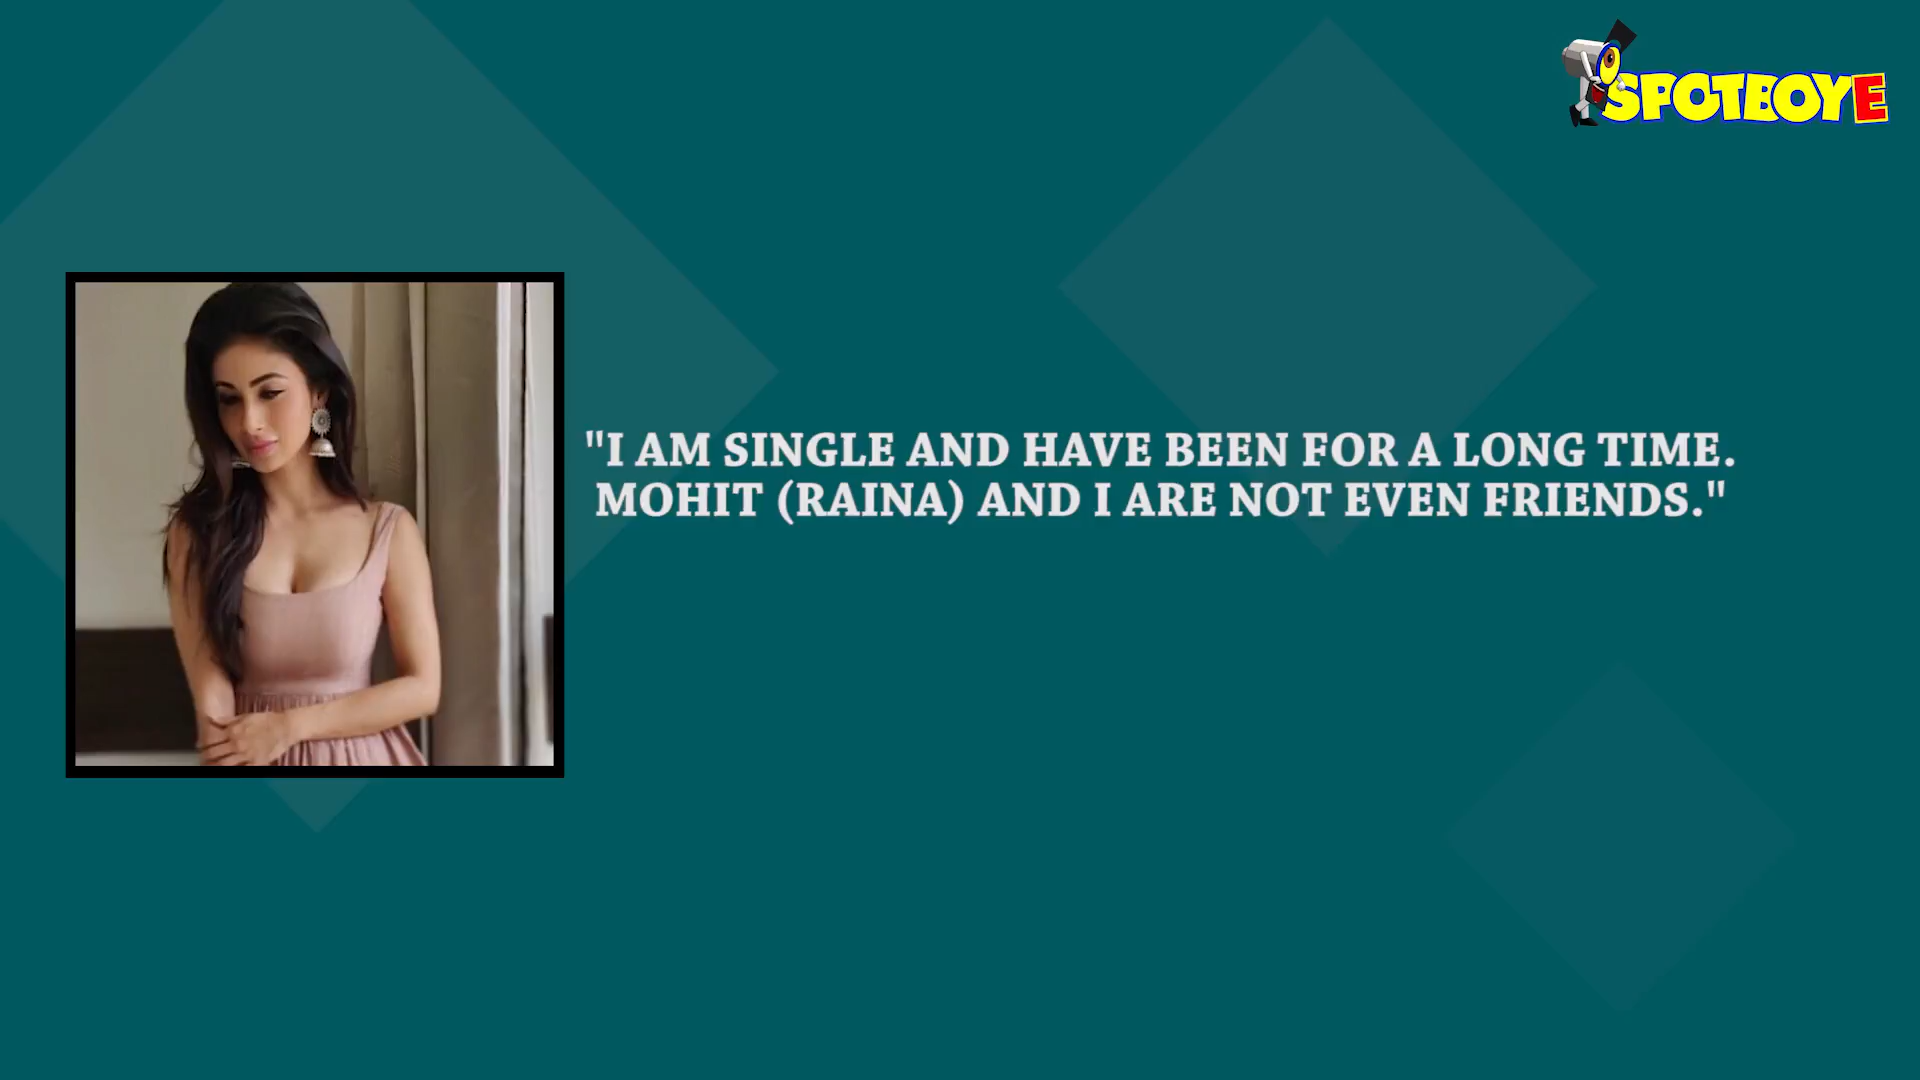 SPOTBOYE
"I AM SINGLE AND HAVE BEEN FOR A LONG TIME.
MOHIT (RAINA) AND I ARE NOT EVEN FRIENDS."